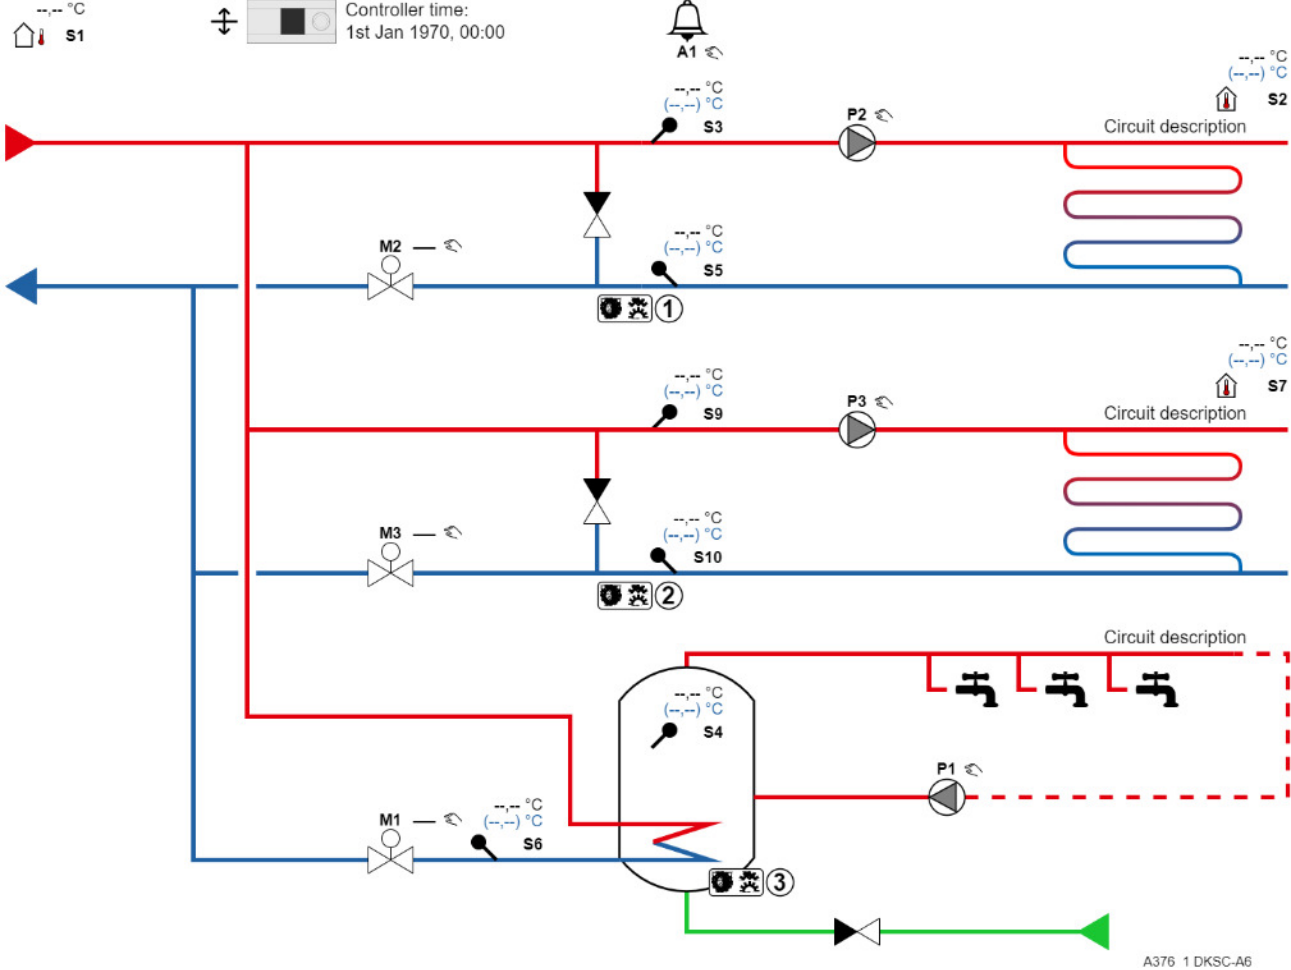 --,-- °C
S1
Controller time:
1st Jan 1970, 00:00
A1
--,-- °C
(--,--) °C
S3
P2
--,-- °C
(--,--) °C
S2
Circuit description
M2 —
--,-- °C
(--,--) °C
S5
1
--,-- °C
(--,--) °C
S9
P3
--,-- °C
(--,--) °C
S7
Circuit description
M3 —
--,-- °C
(--,--) °C
S10
2
Circuit description
--,-- °C
(--,--) °C
S4
P1
M1 —
--,-- °C
(--,--) °C
S6
3
A376 1 DKSC-A6